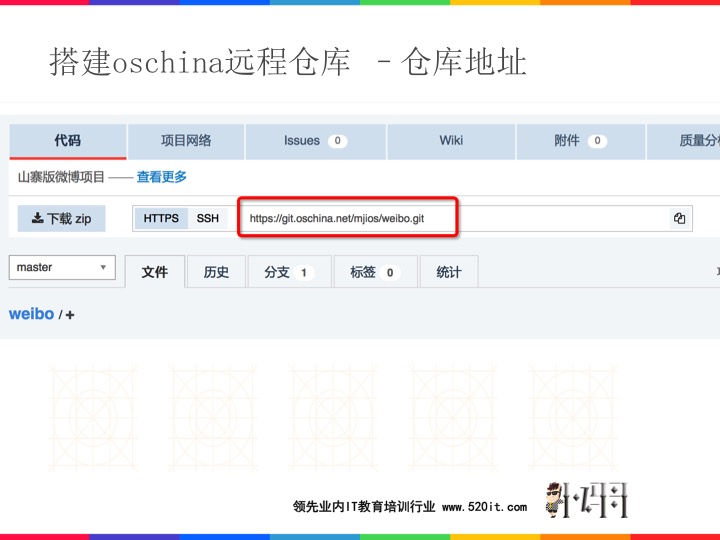 搭建oschina远程仓库 - 仓库地址
代码 项目网络 Issues 0 Wiki 附件 0 质量分
山寨版微博项目 —— 查看更多
下载 zip HTTPS SSH https://git.oschina.net/mjios/weibo.git
master 文件 历史 分支 1 标签 0 统计
weibo / +
领先业内IT教育培训行业 www.520it.com
小码哥